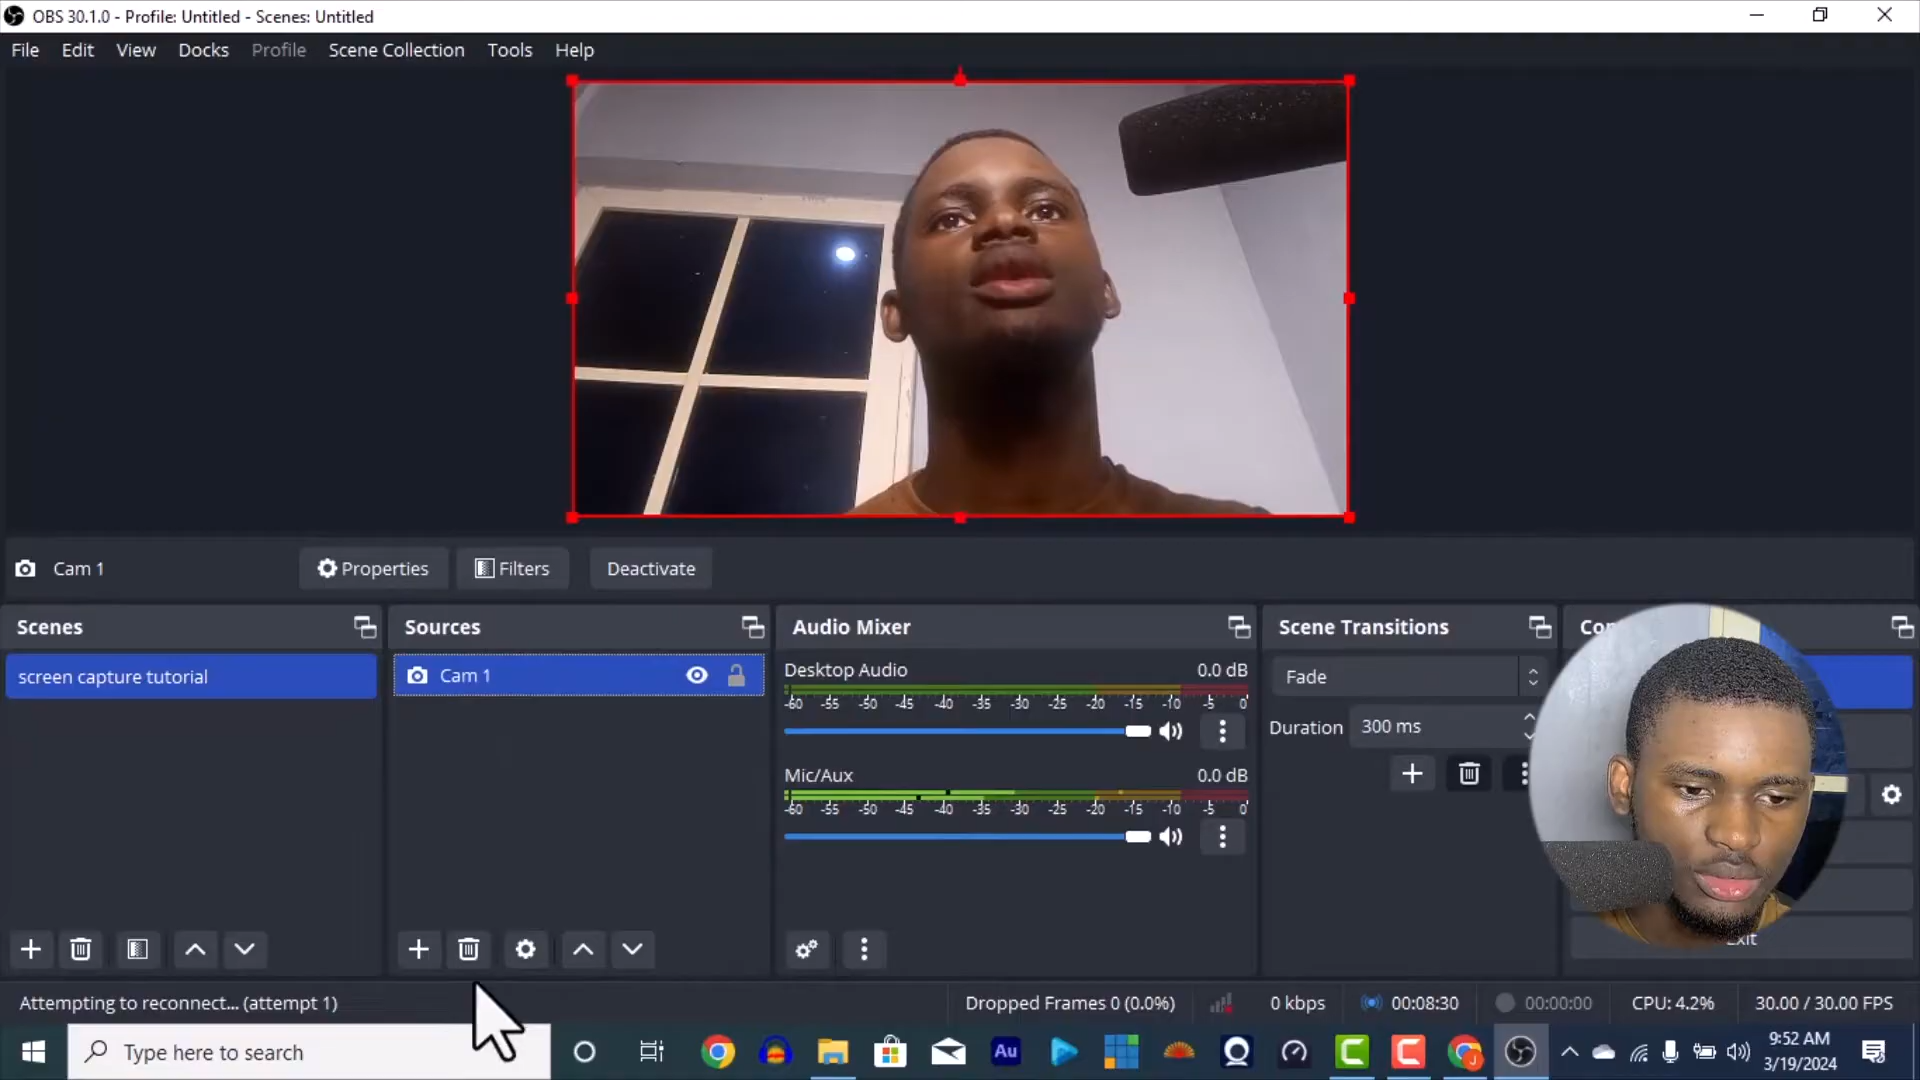 OBS 30.1.0 - Profile: Untitled - Scenes: Untitled
File Edit View Docks Profile Scene Collection Tools Help
Cam 1 Properties Filters Deactivate
Scenes Sources Audio Mixer Scene Transitions
screen capture tutorial
Cam 1
Desktop Audio 0.0 dB
-60 -55 -50 -45 -40 -35 -30 -25 -20 -15 -10 -5 0
Mic/Aux 0.0 dB
-60 -55 -50 -45 -40 -35 -30 -25 -20 -15 -10 -5 0
Fade
Duration 300 ms
Attempting to reconnect... (attempt 1) Dropped Frames 0 (0.0%) 0 kbps 00:08:30 00:00:00 CPU: 4.2% 30.00 / 30.00 FPS
Type here to search
Au
J
9:52 AM
3/19/2024